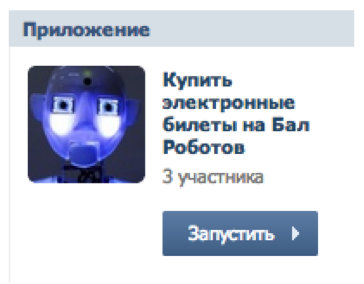 Приложение
Купить
электронные
билеты на Бал
Роботов
3 участника
Запустить